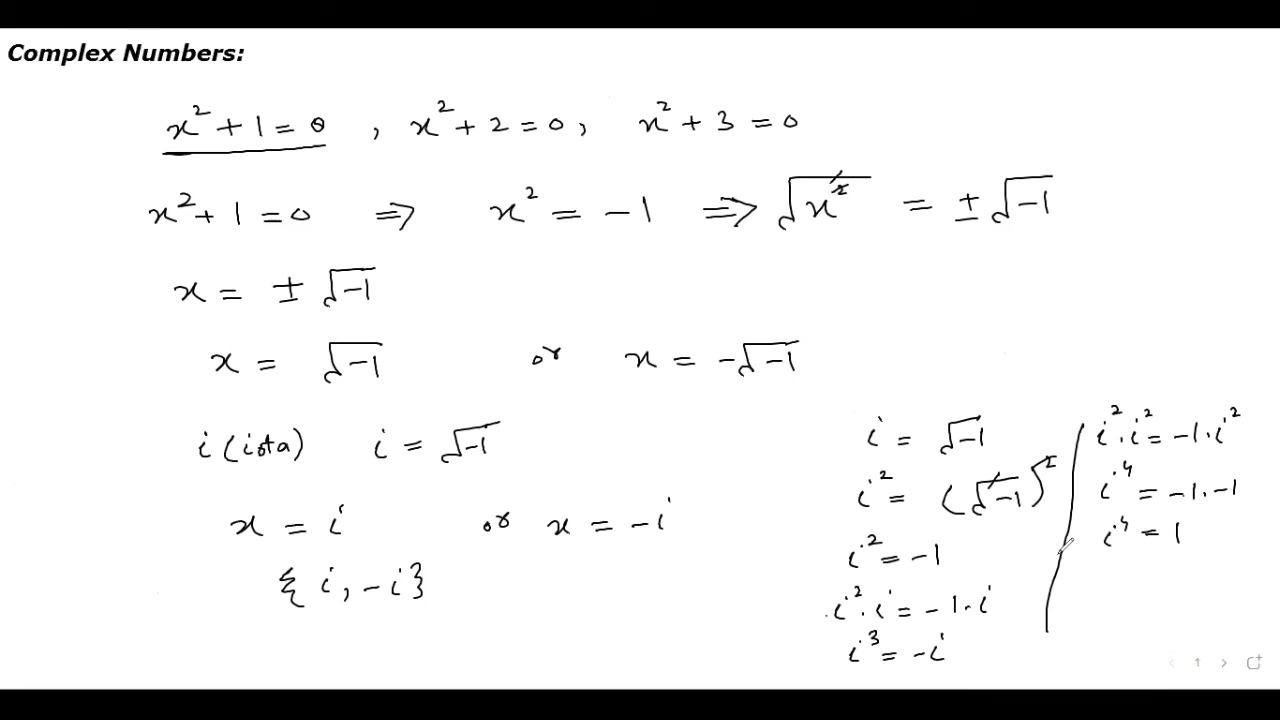 Complex Numbers:
x² + 1 = 0 , x² + 2 = 0 , x² + 3 = 0
x² + 1 = 0 ⇒ x² = -1 ⇒ √x² = ± √-1
x = ± √-1
x = √-1 or x = -√-1
i (iota) i = √-1
x = i or x = -i
{ i , -i }
i = √-1
i² = (√-1)²
i² = -1
i² · i = -1 · i
i³ = -i
i² · i² = -1 · i²
i⁴ = -1 · -1
i⁴ = 1
1